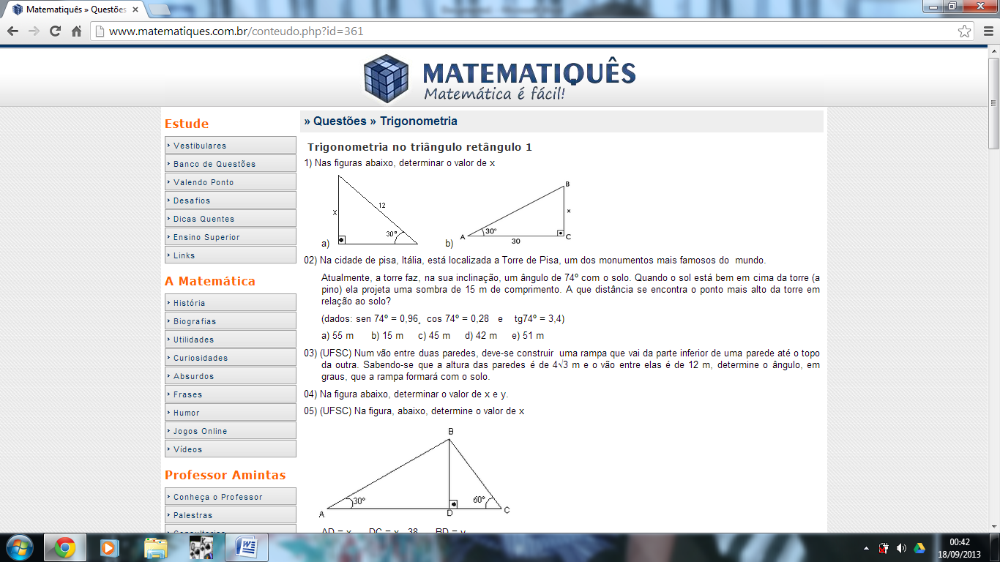 Matematiquês » Questões
www.matematiques.com.br/conteudo.php?id=361
MATEMATIQUÊS
Matemática é fácil!
Estude
Vestibulares
Banco de Questões
Valendo Ponto
Desafios
Dicas Quentes
Ensino Superior
Links
A Matemática
História
Biografias
Utilidades
Curiosidades
Absurdos
Frases
Humor
Jogos Online
Vídeos
Professor Amintas
Conheça o Professor
Palestras
» Questões » Trigonometria
Trigonometria no triângulo retângulo 1
1) Nas figuras abaixo, determinar o valor de x
a) x 12 30º b) A 30º 30 B x C
02) Na cidade de pisa, Itália, está localizada a Torre de Pisa, um dos monumentos mais famosos do mundo.
Atualmente, a torre faz, na sua inclinação, um ângulo de 74º com o solo. Quando o sol está bem em cima da torre (a
pino) ela projeta uma sombra de 15 m de comprimento. A que distância se encontra o ponto mais alto da torre em
relação ao solo?
(dados: sen 74º = 0,96¸ cos 74º = 0,28 e tg74º = 3,4)
a) 55 m b) 15 m c) 45 m d) 42 m e) 51 m
03) (UFSC) Num vão entre duas paredes, deve-se construir uma rampa que vai da parte inferior de uma parede até o topo
da outra. Sabendo-se que a altura das paredes é de 4√3 m e o vão entre elas é de 12 m, determine o ângulo, em
graus, que a rampa formará com o solo.
04) Na figura abaixo, determinar o valor de x e y.
05) (UFSC) Na figura, abaixo, determine o valor de x
B
30º 60º
A D C
AD = x DC = x 38 BD = y
00:42
18/09/2013